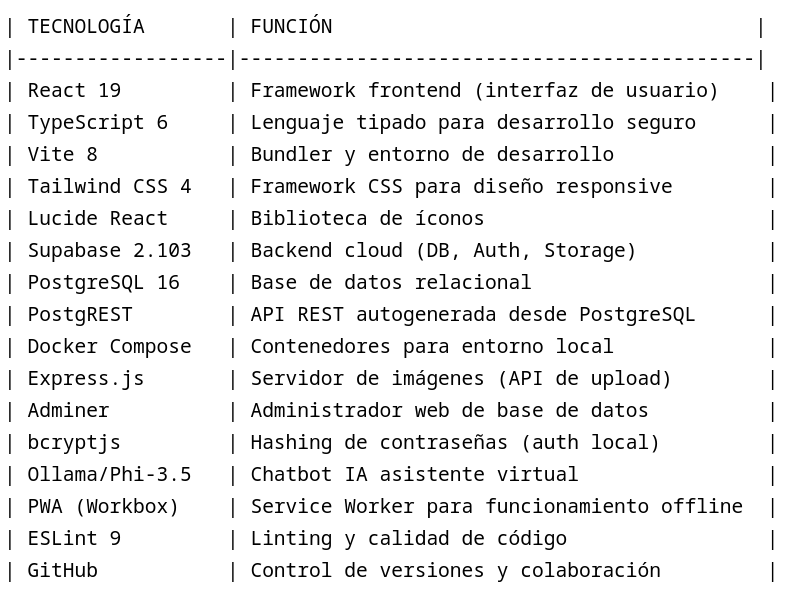 | TECNOLOGÍA       | FUNCIÓN                                    |
|------------------|--------------------------------------------|
| React 19         | Framework frontend (interfaz de usuario)    |
| TypeScript 6     | Lenguaje tipado para desarrollo seguro      |
| Vite 8           | Bundler y entorno de desarrollo             |
| Tailwind CSS 4   | Framework CSS para diseño responsive        |
| Lucide React     | Biblioteca de íconos                        |
| Supabase 2.103   | Backend cloud (DB, Auth, Storage)           |
| PostgreSQL 16    | Base de datos relacional                    |
| PostgREST        | API REST autogenerada desde PostgreSQL      |
| Docker Compose   | Contenedores para entorno local             |
| Express.js       | Servidor de imágenes (API de upload)        |
| Adminer          | Administrador web de base de datos          |
| bcryptjs         | Hashing de contraseñas (auth local)         |
| Ollama/Phi-3.5   | Chatbot IA asistente virtual                |
| PWA (Workbox)    | Service Worker para funcionamiento offline  |
| ESLint 9         | Linting y calidad de código                 |
| GitHub           | Control de versiones y colaboración         |